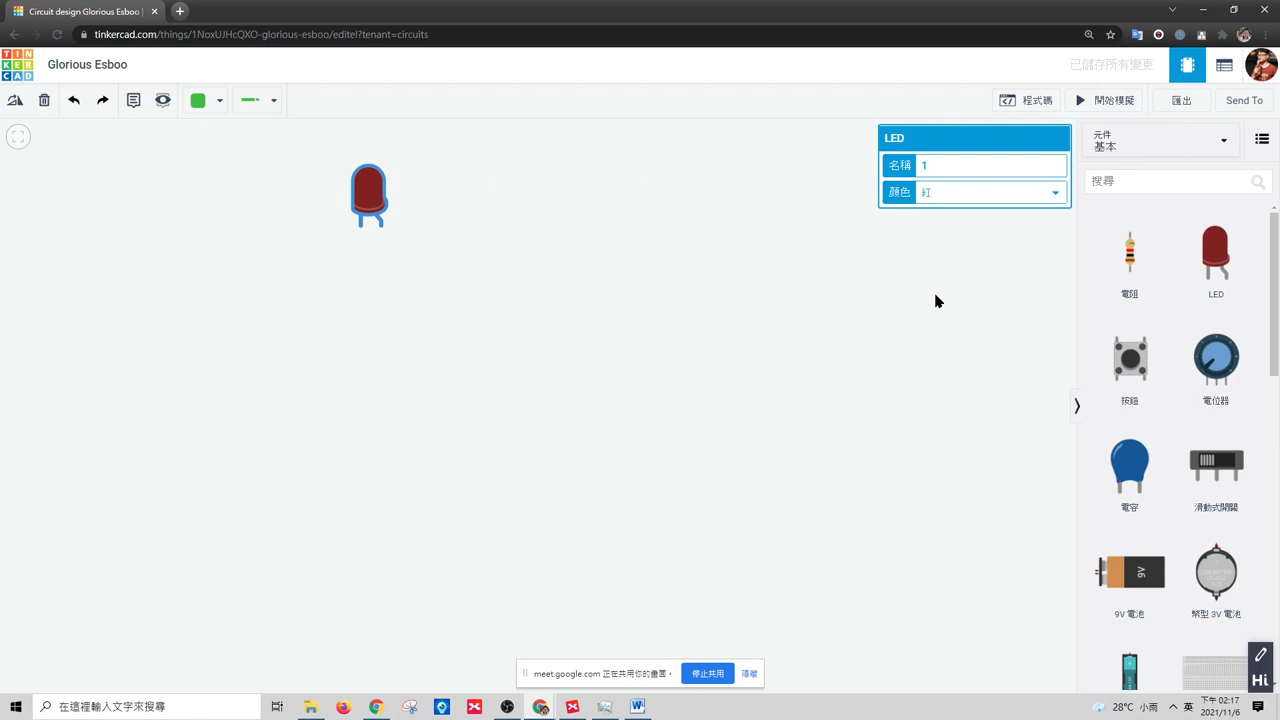 Circuit design Glorious Esboo |
tinkercad.com/things/1NoxUJHcQXO-glorious-esboo/editel?tenant=circuits
TIN
KER
CAD
Glorious Esboo
已儲存所有變更
程式碼
開始模擬
匯出
Send To
LED
名稱 1
顏色 紅
元件
基本
搜尋
電阻
LED
按鈕
電位器
電容
滑動式開關
9V
9V 電池
幣型 3V 電池
Hi
meet.google.com 正在共用你的畫面。
停止共用
隱藏
在這裡輸入文字來搜尋
28°C 小雨
英
下午 02:17
2021/11/6